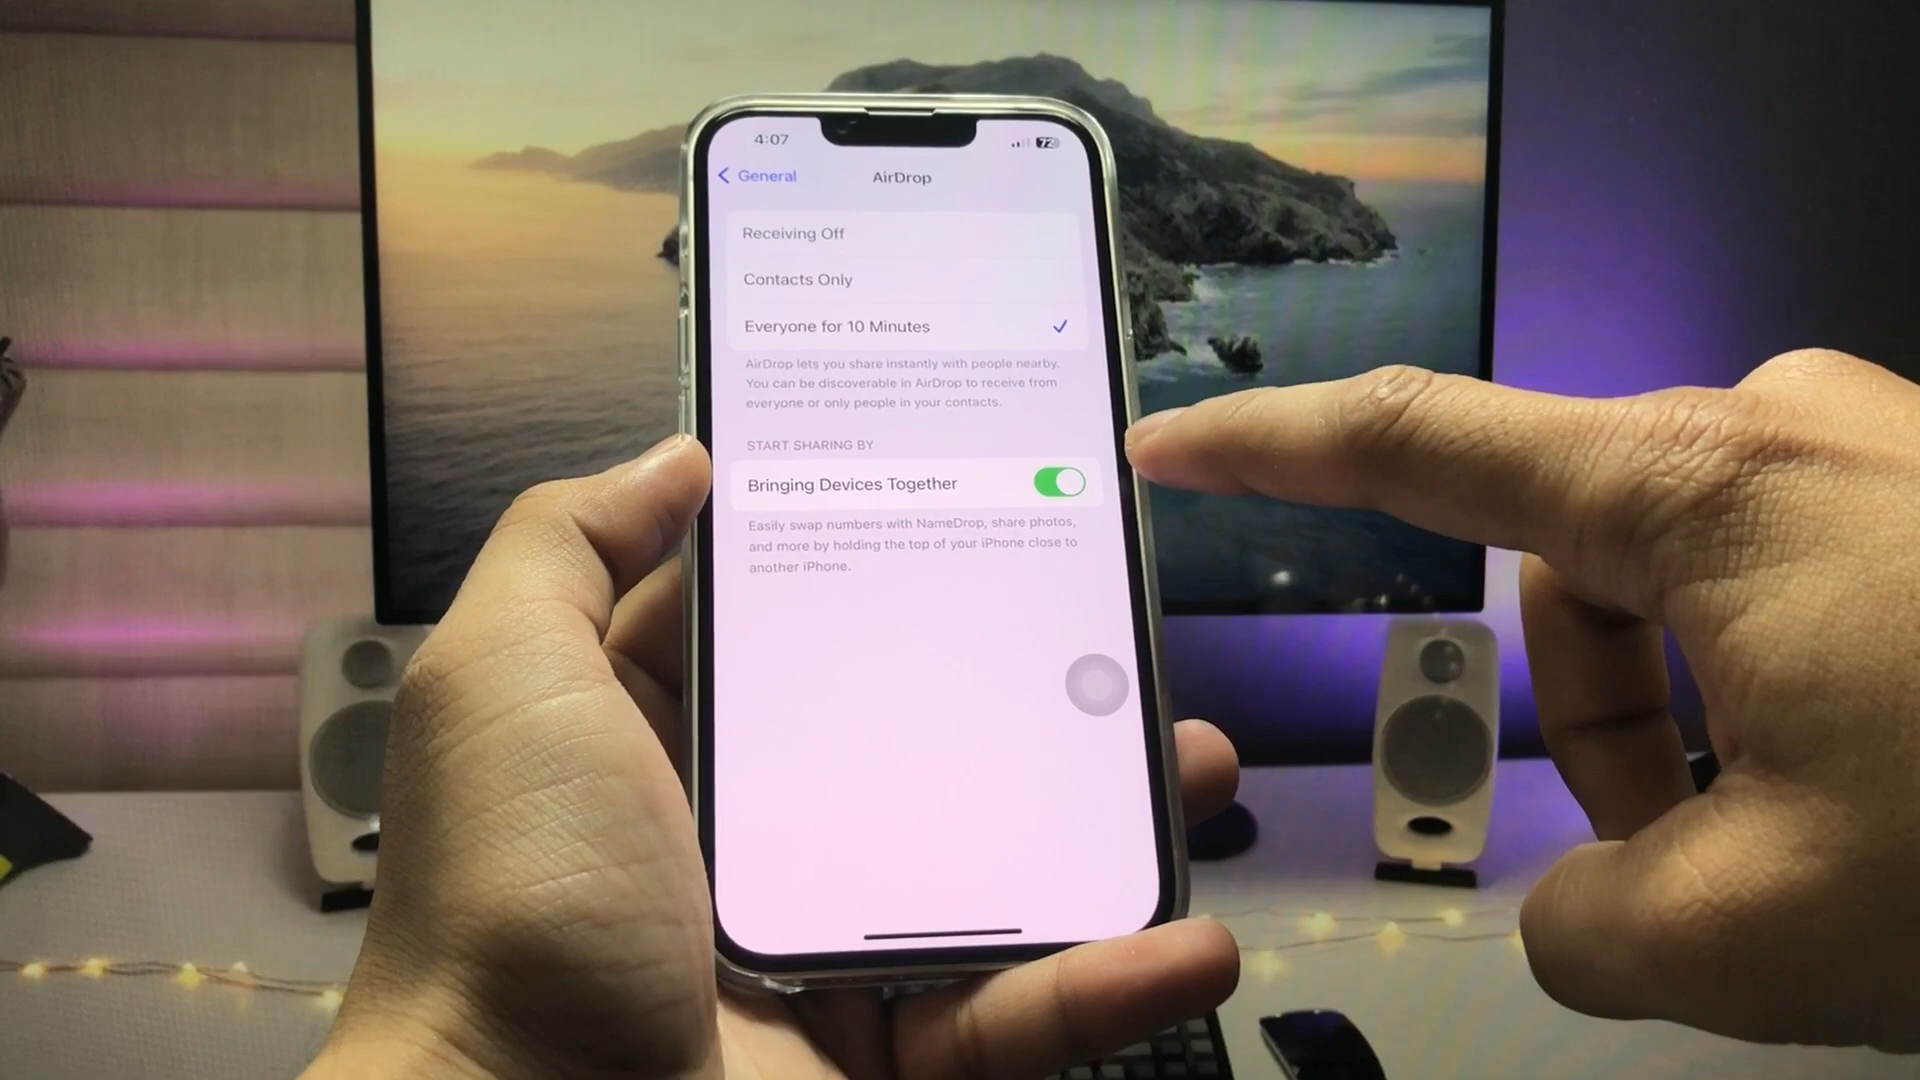 4:07
72
General
AirDrop
Receiving Off
Contacts Only
Everyone for 10 Minutes
AirDrop lets you share instantly with people nearby.
You can be discoverable in AirDrop to receive from
everyone or only people in your contacts.
START SHARING BY
Bringing Devices Together
Easily swap numbers with NameDrop, share photos,
and more by holding the top of your iPhone close to
another iPhone.